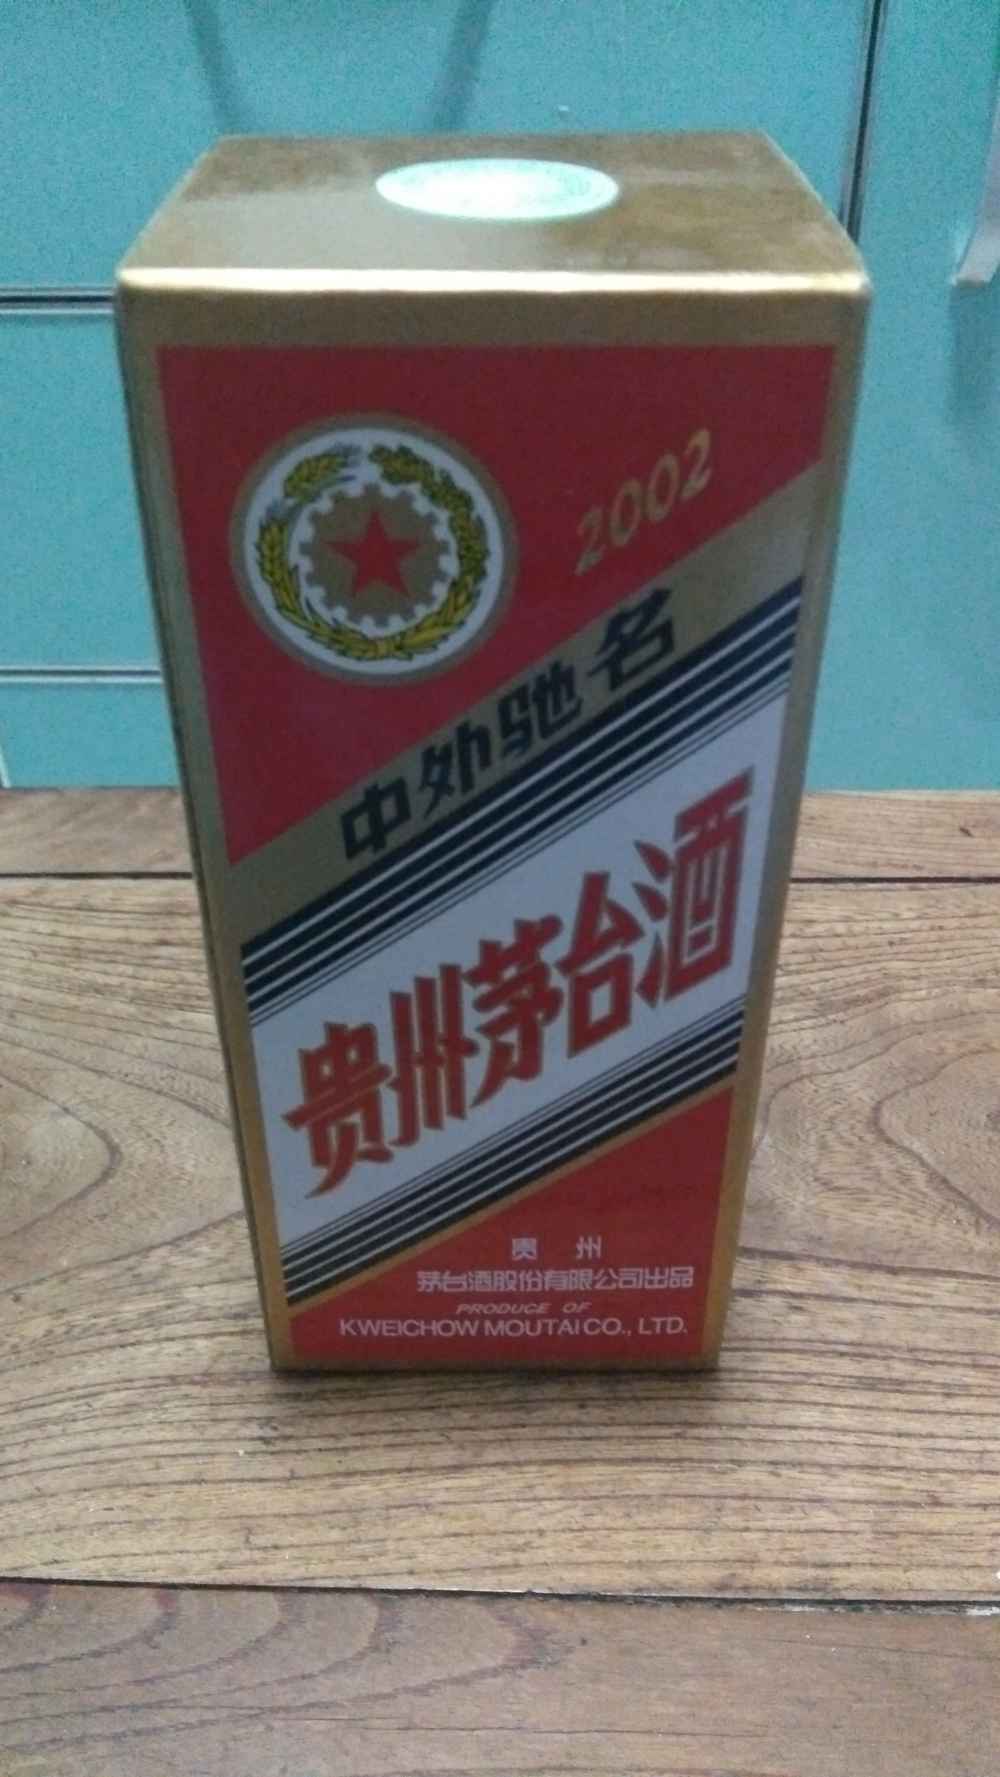 2002
中外驰名
贵州茅台酒
贵 州
茅台酒股份有限公司出品
PRODUCE OF
KWEICHOW MOUTAI CO., LTD.